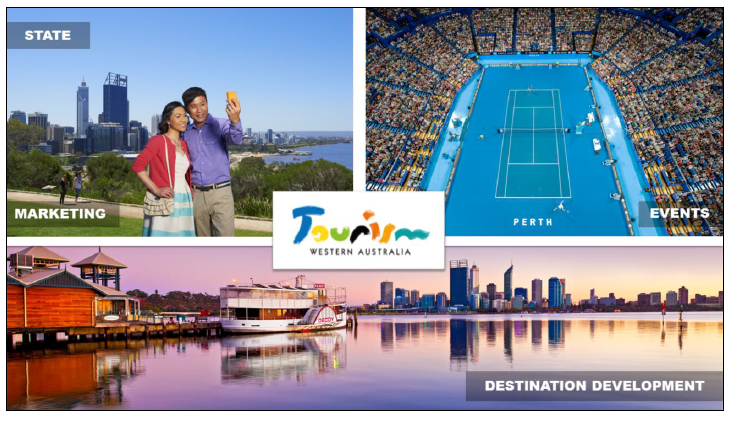 STATE
MARKETING
PERTH
EVENTS
Tourism
WESTERN AUSTRALIA
DESTINATION DEVELOPMENT